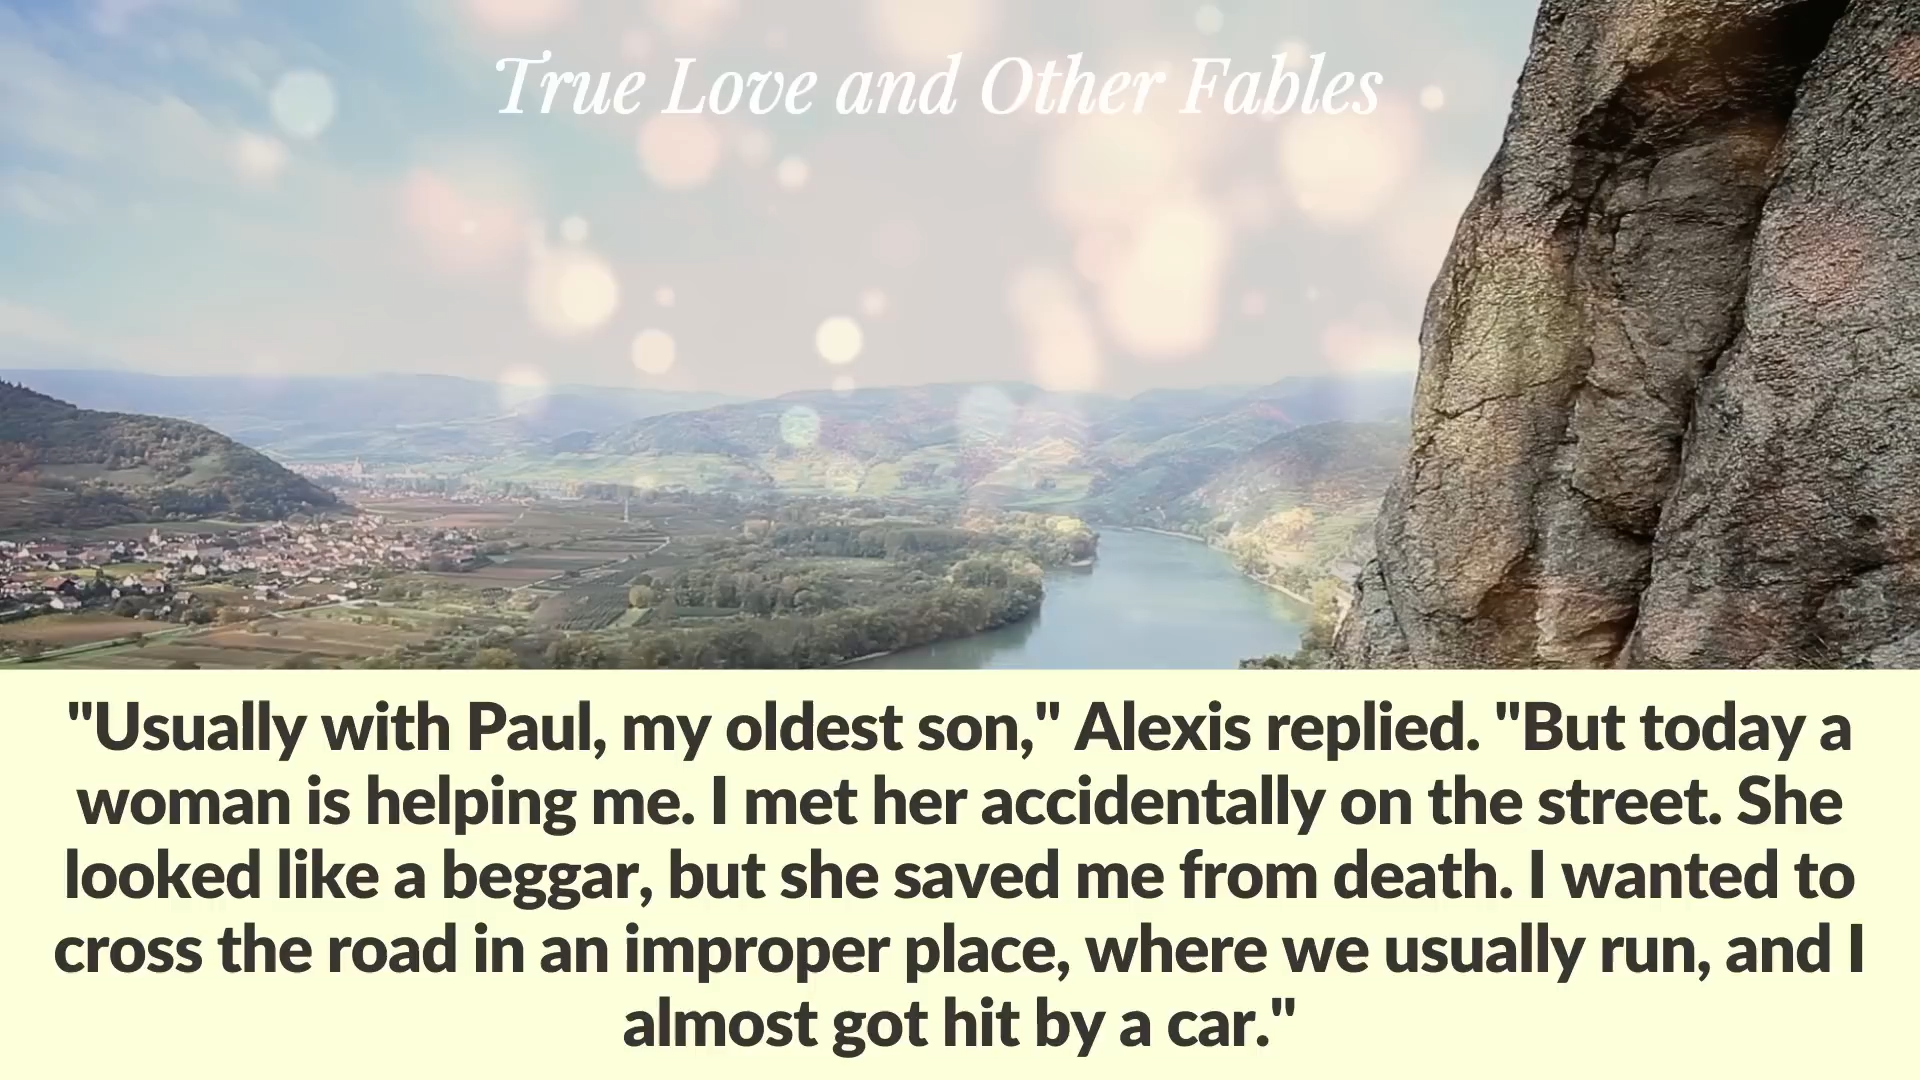 True Love and Other Fables
"Usually with Paul, my oldest son," Alexis replied. "But today a
woman is helping me. I met her accidentally on the street. She
looked like a beggar, but she saved me from death. I wanted to
cross the road in an improper place, where we usually run, and I
almost got hit by a car."